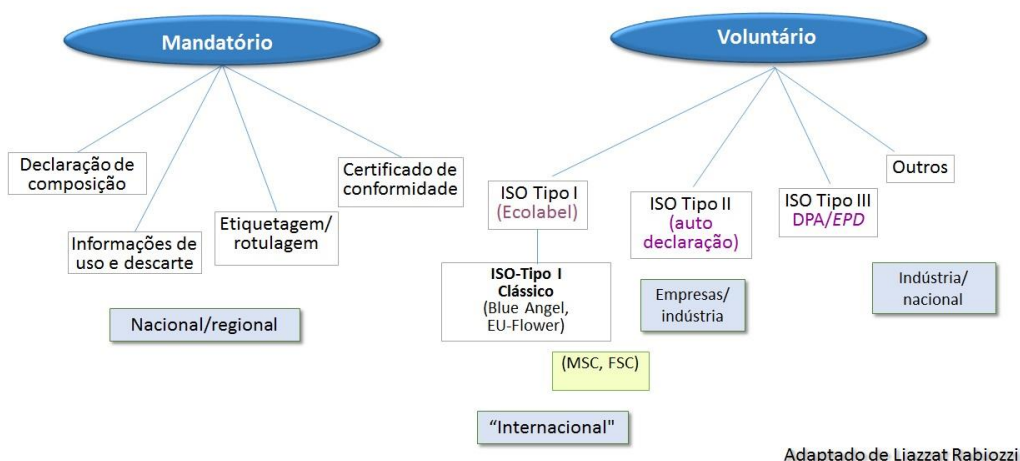 Mandatório
Voluntário
Declaração de
composição
Informações de
uso e descarte
Etiquetagem/
rotulagem
Certificado de
conformidade
Nacional/regional
ISO Tipo I
(Ecolabel)
ISO-Tipo I
Clássico
(Blue Angel,
EU-Flower)
(MSC, FSC)
“Internacional"
ISO Tipo II
(auto
declaração)
Empresas/
indústria
ISO Tipo III
DPA/EPD
Outros
Indústria/
nacional
Adaptado de Liazzat Rabiozzi